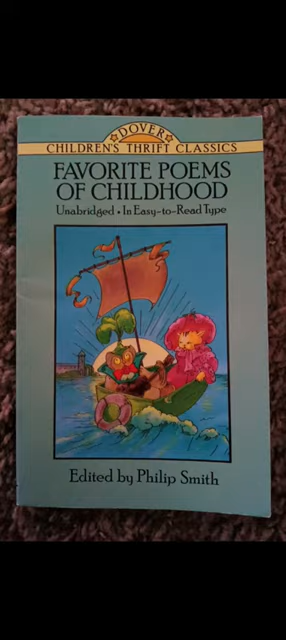 DOVER
CHILDREN'S THRIFT CLASSICS
FAVORITE POEMS
OF CHILDHOOD
Unabridged • In Easy-to-Read Type
Edited by Philip Smith